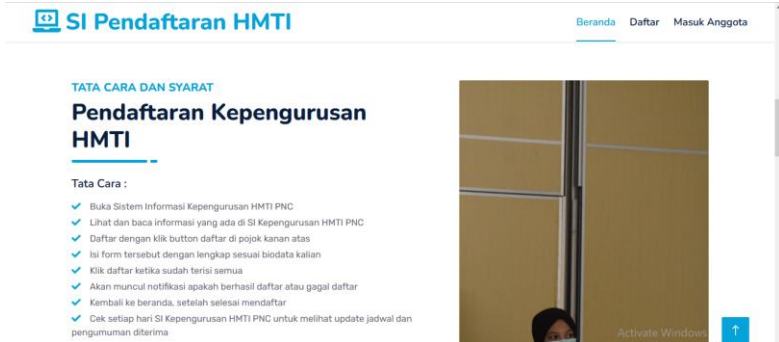 SI Pendaftaran HMTI
Beranda Daftar Masuk Anggota
TATA CARA DAN SYARAT
Pendaftaran Kepengurusan
HMTI
Tata Cara :
Buka Sistem Informasi Kepengurusan HMTI PNC
Lihat dan baca informasi yang ada di SI Kepengurusan HMTI PNC
Daftar dengan klik button daftar di pojok kanan atas
Isi form tersebut dengan lengkap sesuai biodata kalian
Klik daftar ketika sudah terisi semua
Akan muncul notifikasi apakah berhasil daftar atau gagal daftar
Kembali ke beranda, setelah selesai mendaftar
Cek setiap hari SI Kepengurusan HMTI PNC untuk melihat update jadwal dan
pengumuman diterima
Activate Windows